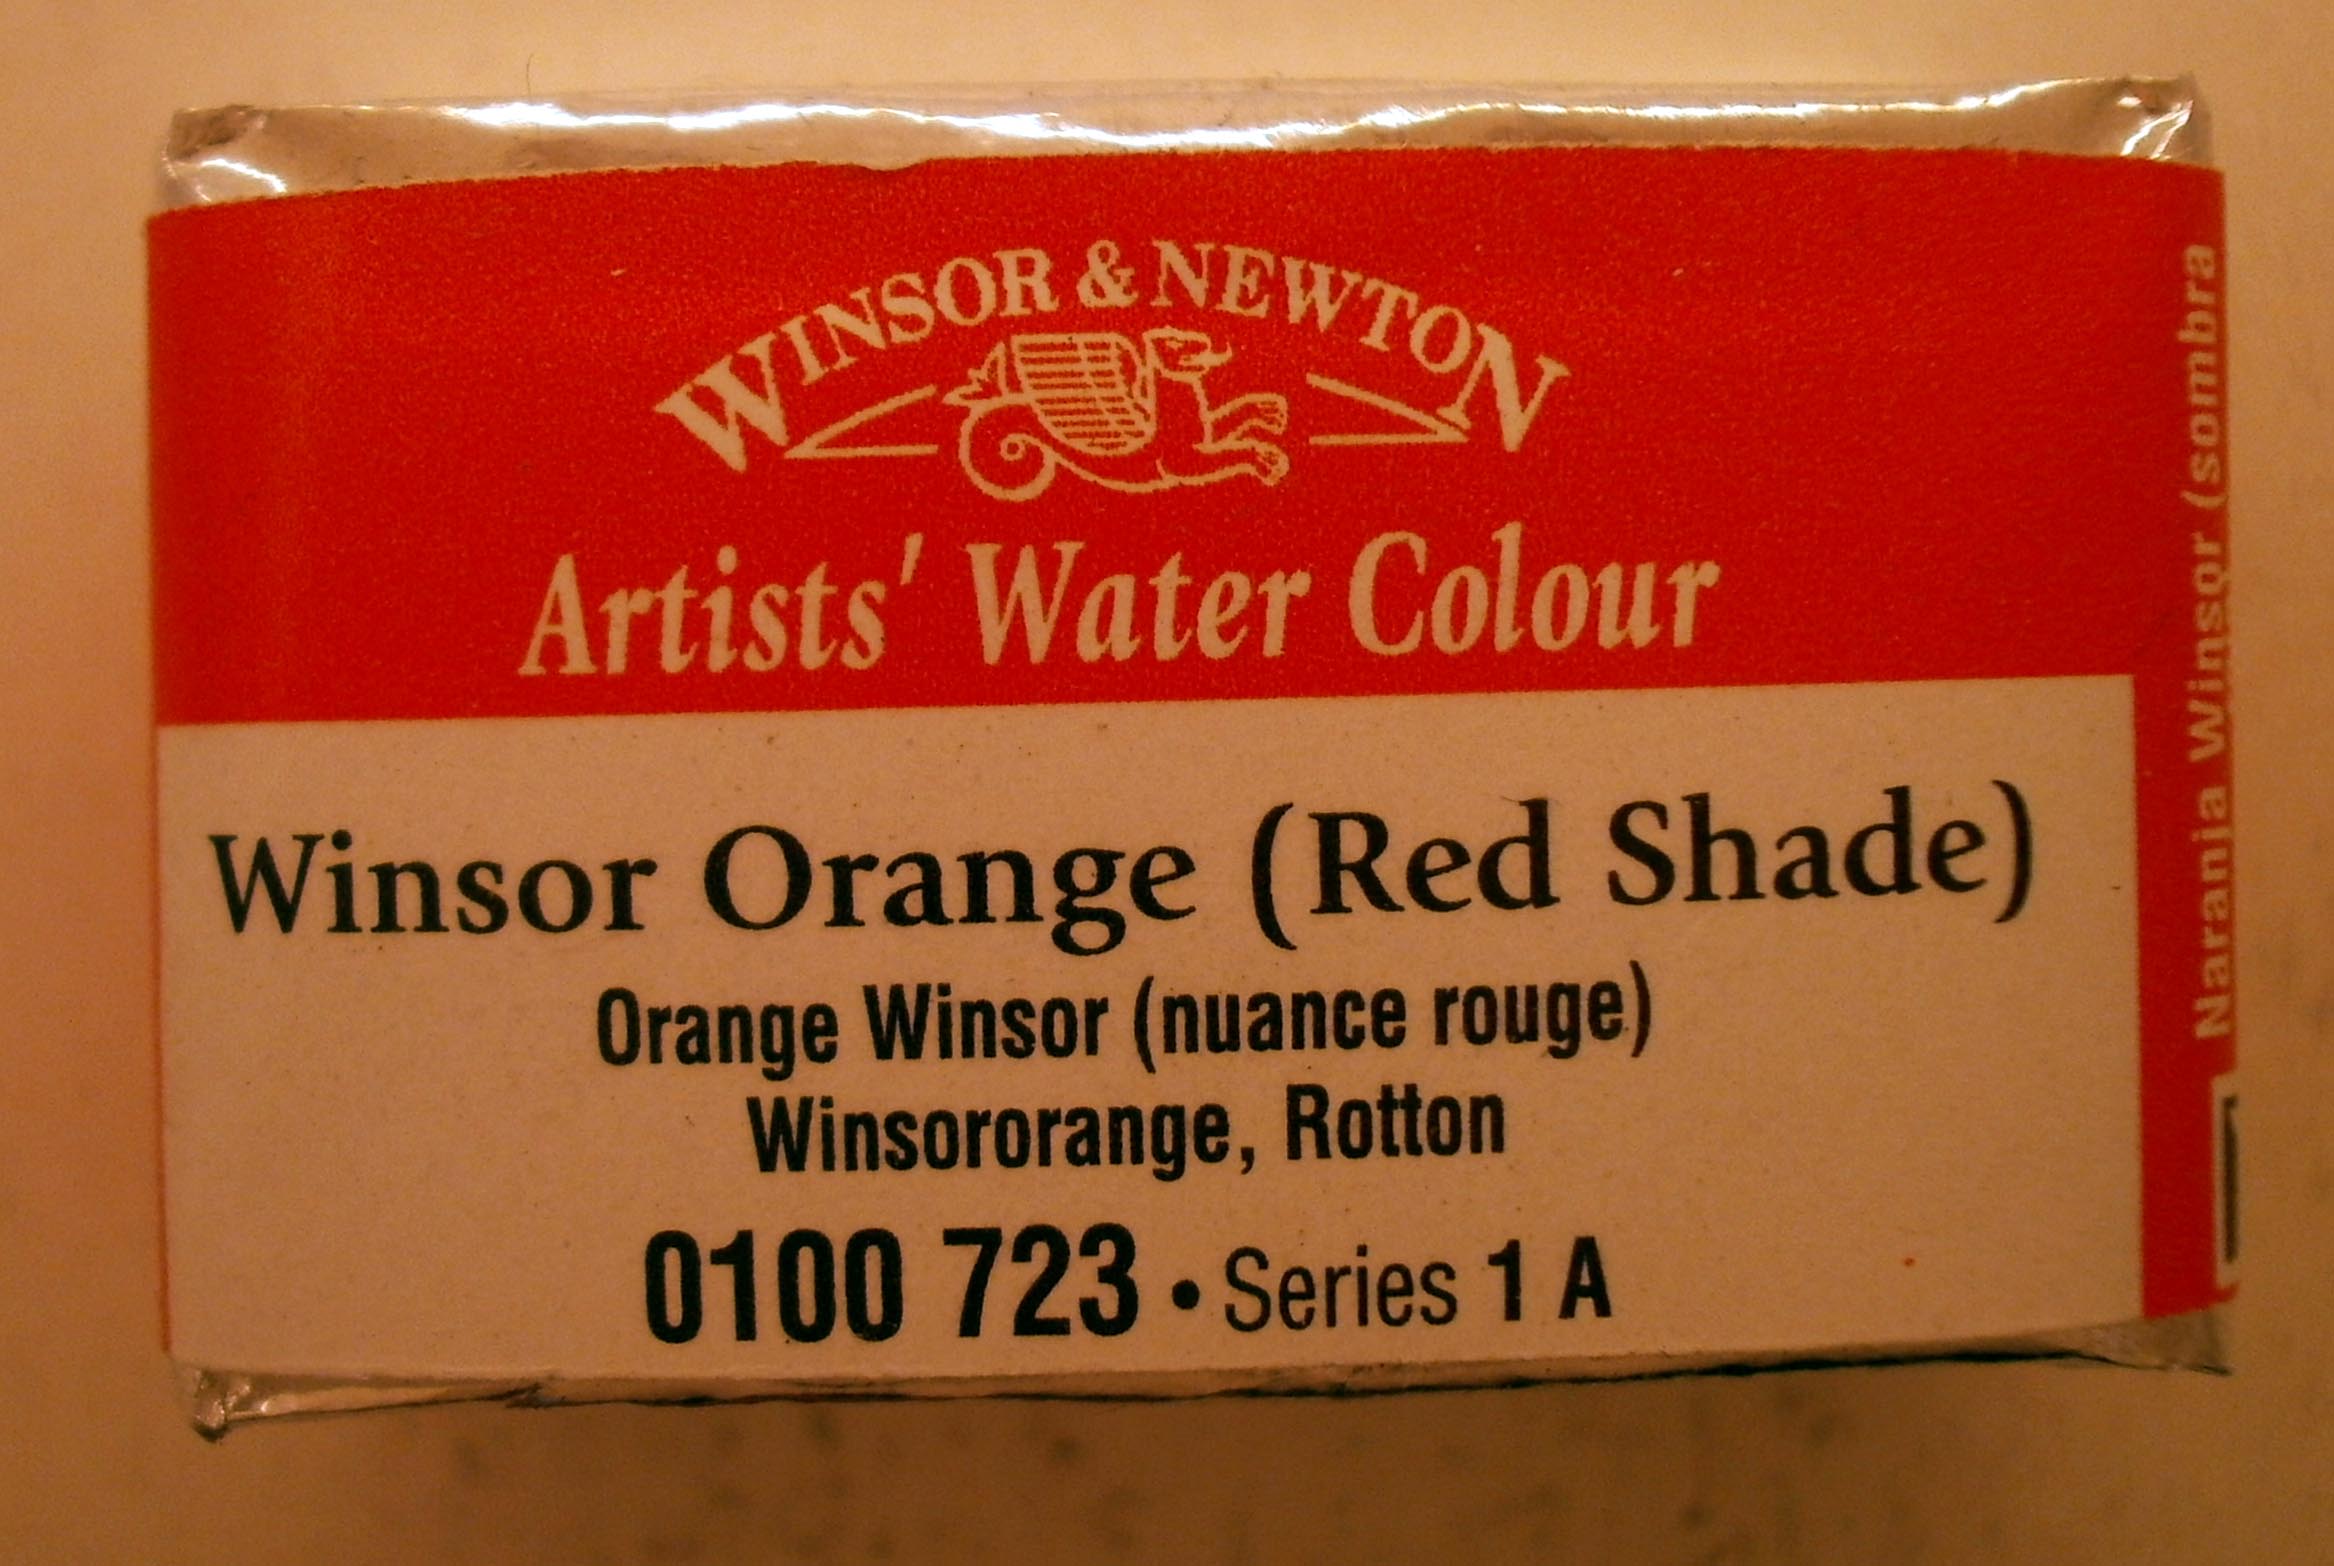 WINSOR & NEWTON
Artists' Water Colour
Winsor Orange (Red Shade)
Orange Winsor (nuance rouge)
Winsororange, Rotton
0100 723 • Series 1 A
Naranja Winsor (sombra